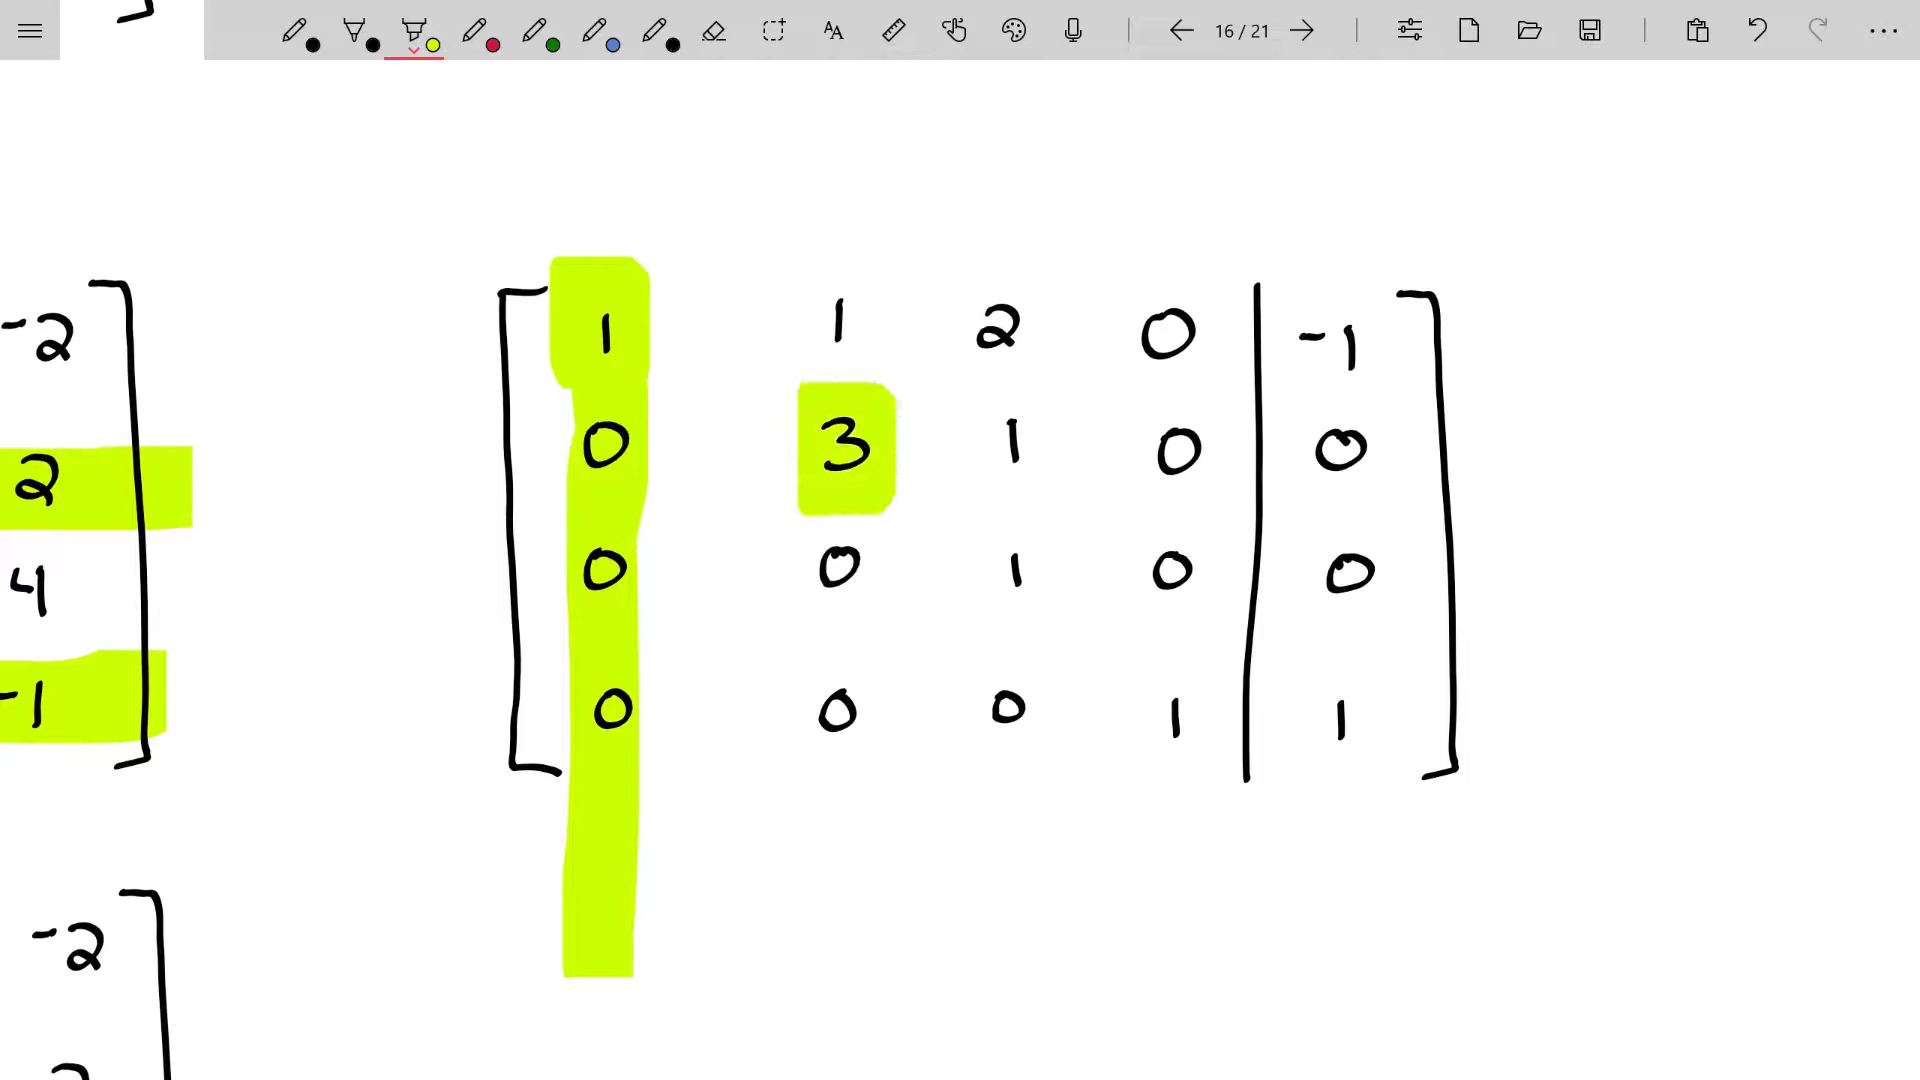 16 / 21
-2
2
4
-1
1 1 2 0 | -1
0 3 1 0 | 0
0 0 1 0 | 0
0 0 0 1 | 1
-2